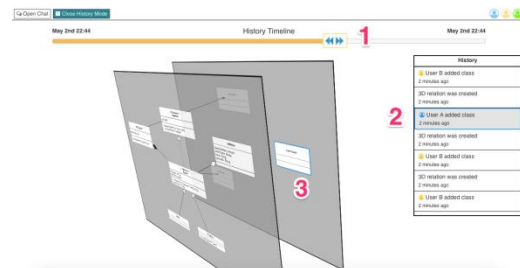 Open Chat
Close History Mode
May 2nd 22:44
History Timeline
May 2nd 22:44
1
History
User B added class
2 minutes ago
3D relation was created
2 minutes ago
2
User A added class
2 minutes ago
3D relation was created
2 minutes ago
User B added class
2 minutes ago
3D relation was created
2 minutes ago
User B added class
2 minutes ago
3